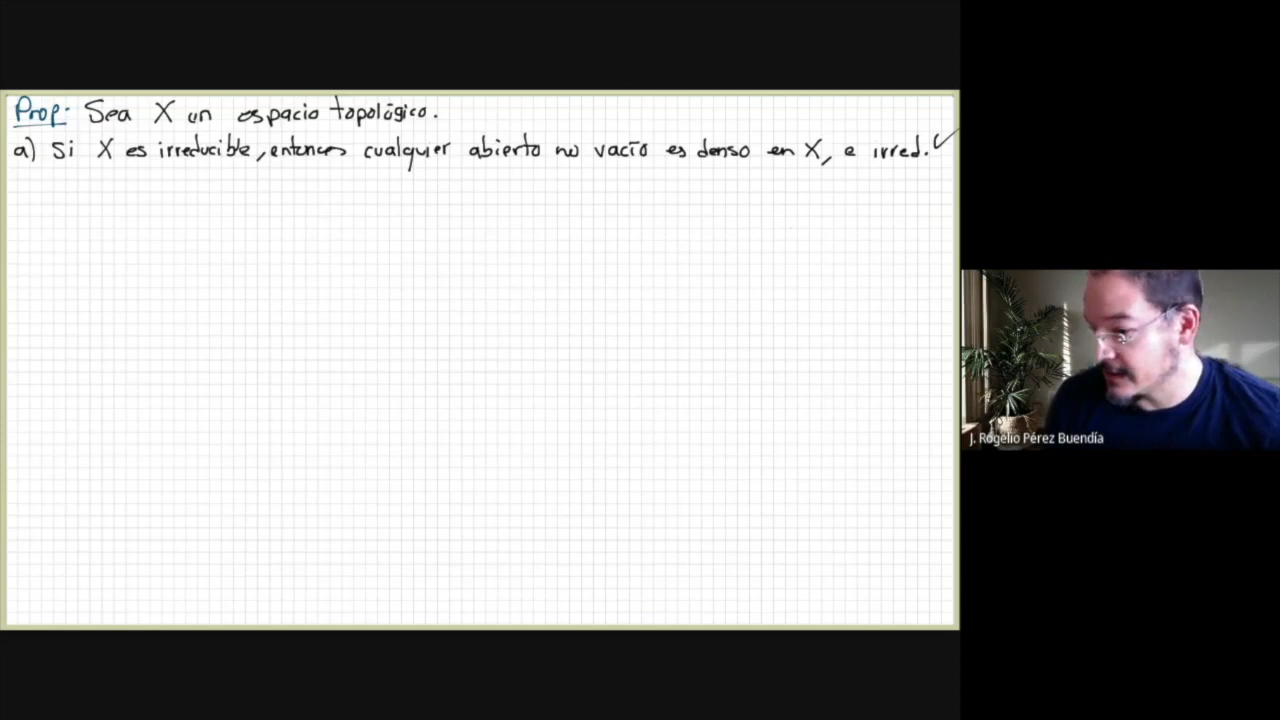 Prop. Sea X un espacio topológico.
a) Si X es irreducible, entonces cualquier abierto no vacío es denso en X, e irred. ✓
J. Rogelio Pérez Buendía